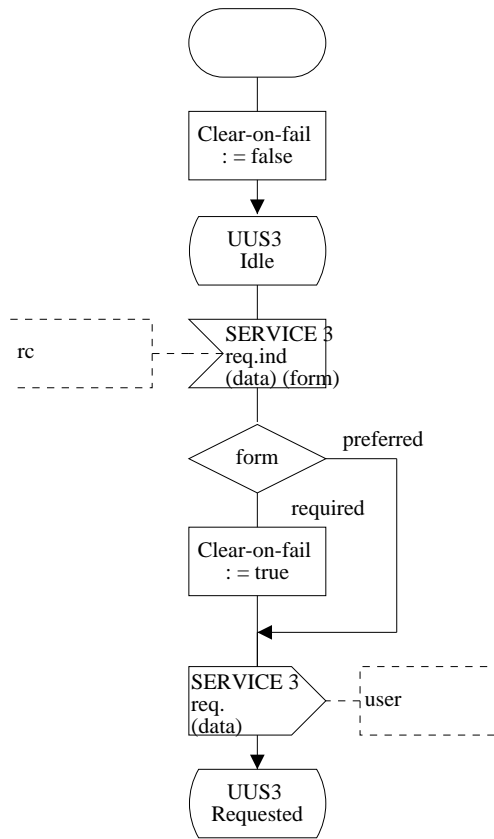 Clear-on-fail
: = false
UUS3
Idle
rc
SERVICE 3
req.ind
(data) (form)
form
preferred
required
Clear-on-fail
: = true
SERVICE 3
req.
(data)
user
UUS3
Requested